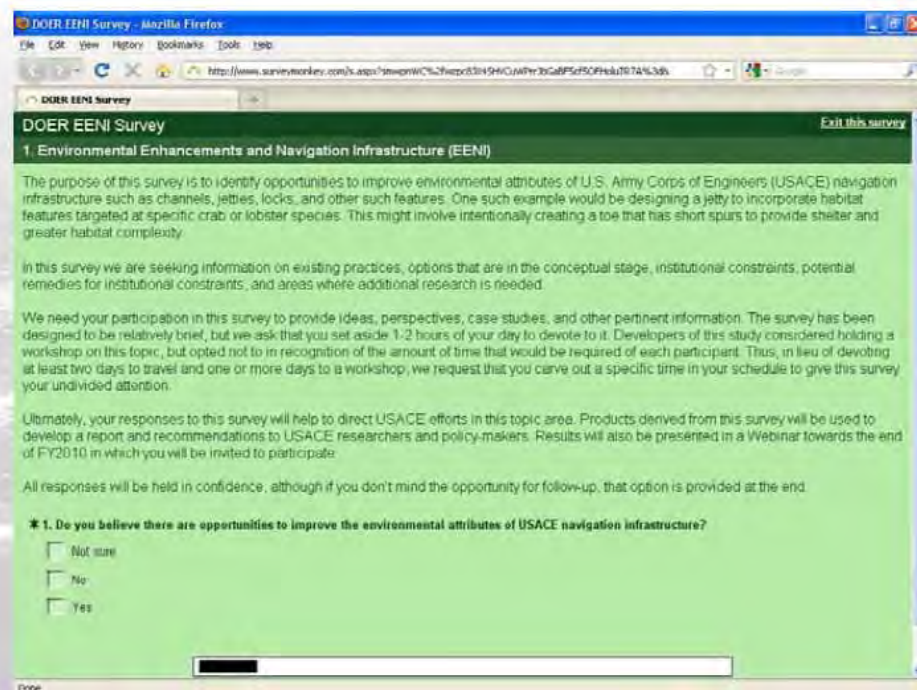 DOER EENI Survey - Mozilla Firefox
File Edit View History Bookmarks Tools Help
DOER EENI Survey
DOER EENI Survey
Exit this survey
1. Environmental Enhancements and Navigation Infrastructure (EENI)
The purpose of this survey is to identify opportunities to improve environmental attributes of U.S. Army Corps of Engineers (USACE) navigation
infrastructure such as channels, jetties, locks, and other such features. One such example would be designing a jetty to incorporate habitat
features targeted at specific crab or lobster species. This might involve intentionally creating a toe that has short spurs to provide shelter and
greater habitat complexity.
In this survey we are seeking information on existing practices, options that are in the conceptual stage, institutional constraints, potential
remedies for institutional constraints, and areas where additional research is needed.
We need your participation in this survey to provide ideas, perspectives, case studies, and other pertinent information. The survey has been
designed to be relatively brief, but we ask that you set aside 1-2 hours of your day to devote to it. Developers of this study considered holding a
workshop on this topic, but opted not to in recognition of the amount of time that would be required of each participant. Thus, in lieu of devoting
at least two days to travel and one or more days to a workshop, we request that you carve out a specific time in your schedule to give this survey
your undivided attention.
Ultimately, your responses to this survey will help to direct USACE efforts in this topic area. Products derived from this survey will be used to
develop a report and recommendations to USACE researchers and policy-makers. Results will also be presented in a Webinar towards the end
of FY2010 in which you will be invited to participate.
All responses will be held in confidence, although if you don't mind the opportunity for follow-up, that option is provided at the end.
* 1. Do you believe there are opportunities to improve the environmental attributes of USACE navigation infrastructure?
Not sure
No
Yes
Done